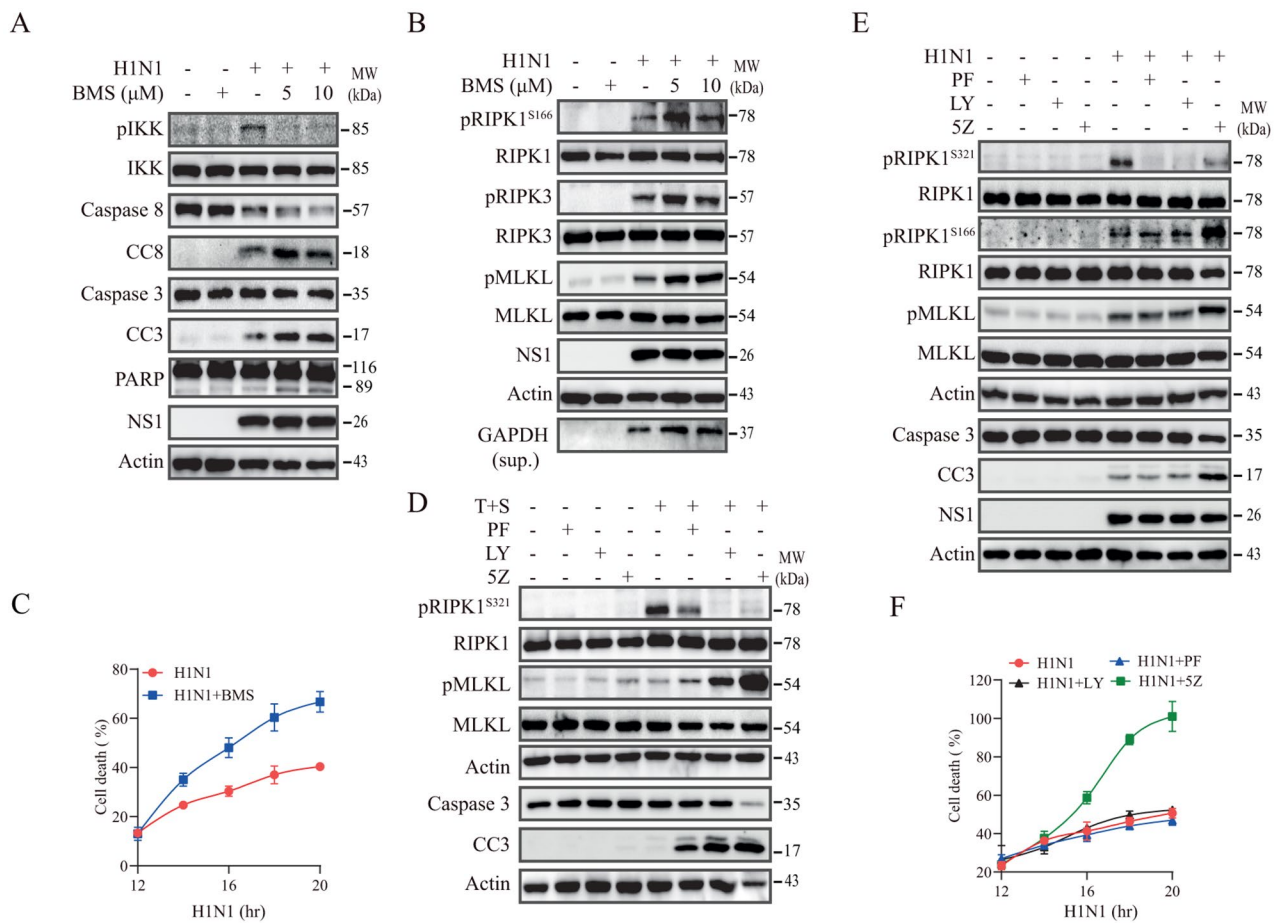 A
H1N1 - - + + + MW
BMS (μM) - + - 5 10 (kDa)
pIKK 85
IKK 85
Caspase 8 57
CC8 18
Caspase 3 35
CC3 17
PARP 116
89
NS1 26
Actin 43
B
H1N1 - - + + + MW
BMS (μM) - + - 5 10 (kDa)
pRIPK1S166 78
RIPK1 78
pRIPK3 57
RIPK3 57
pMLKL 54
MLKL 54
NS1 26
Actin 43
GAPDH 37
(sup.)
C
H1N1
H1N1+BMS
Cell death ( %)
80
60
40
20
0
12 16 20
H1N1 (hr)
D
T+S - - - - + + + +
PF - + - - - + - -
LY - - + - - - + - MW
5Z - - - + - - - + (kDa)
pRIPK1S321 78
RIPK1 78
pMLKL 54
MLKL 54
Actin 43
Caspase 3 35
CC3 17
Actin 43
E
H1N1 - - - - + + + +
PF - + - - - + - -
LY - - + - - - + - MW
5Z - - - + - - - + (kDa)
pRIPK1S321 78
RIPK1 78
pRIPK1S166 78
RIPK1 78
pMLKL 54
MLKL 54
Actin 43
Caspase 3 35
CC3 17
NS1 26
Actin 43
F
H1N1 H1N1+PF
H1N1+LY H1N1+5Z
Cell death ( %)
120
100
80
60
40
20
12 16 20
H1N1 (hr)